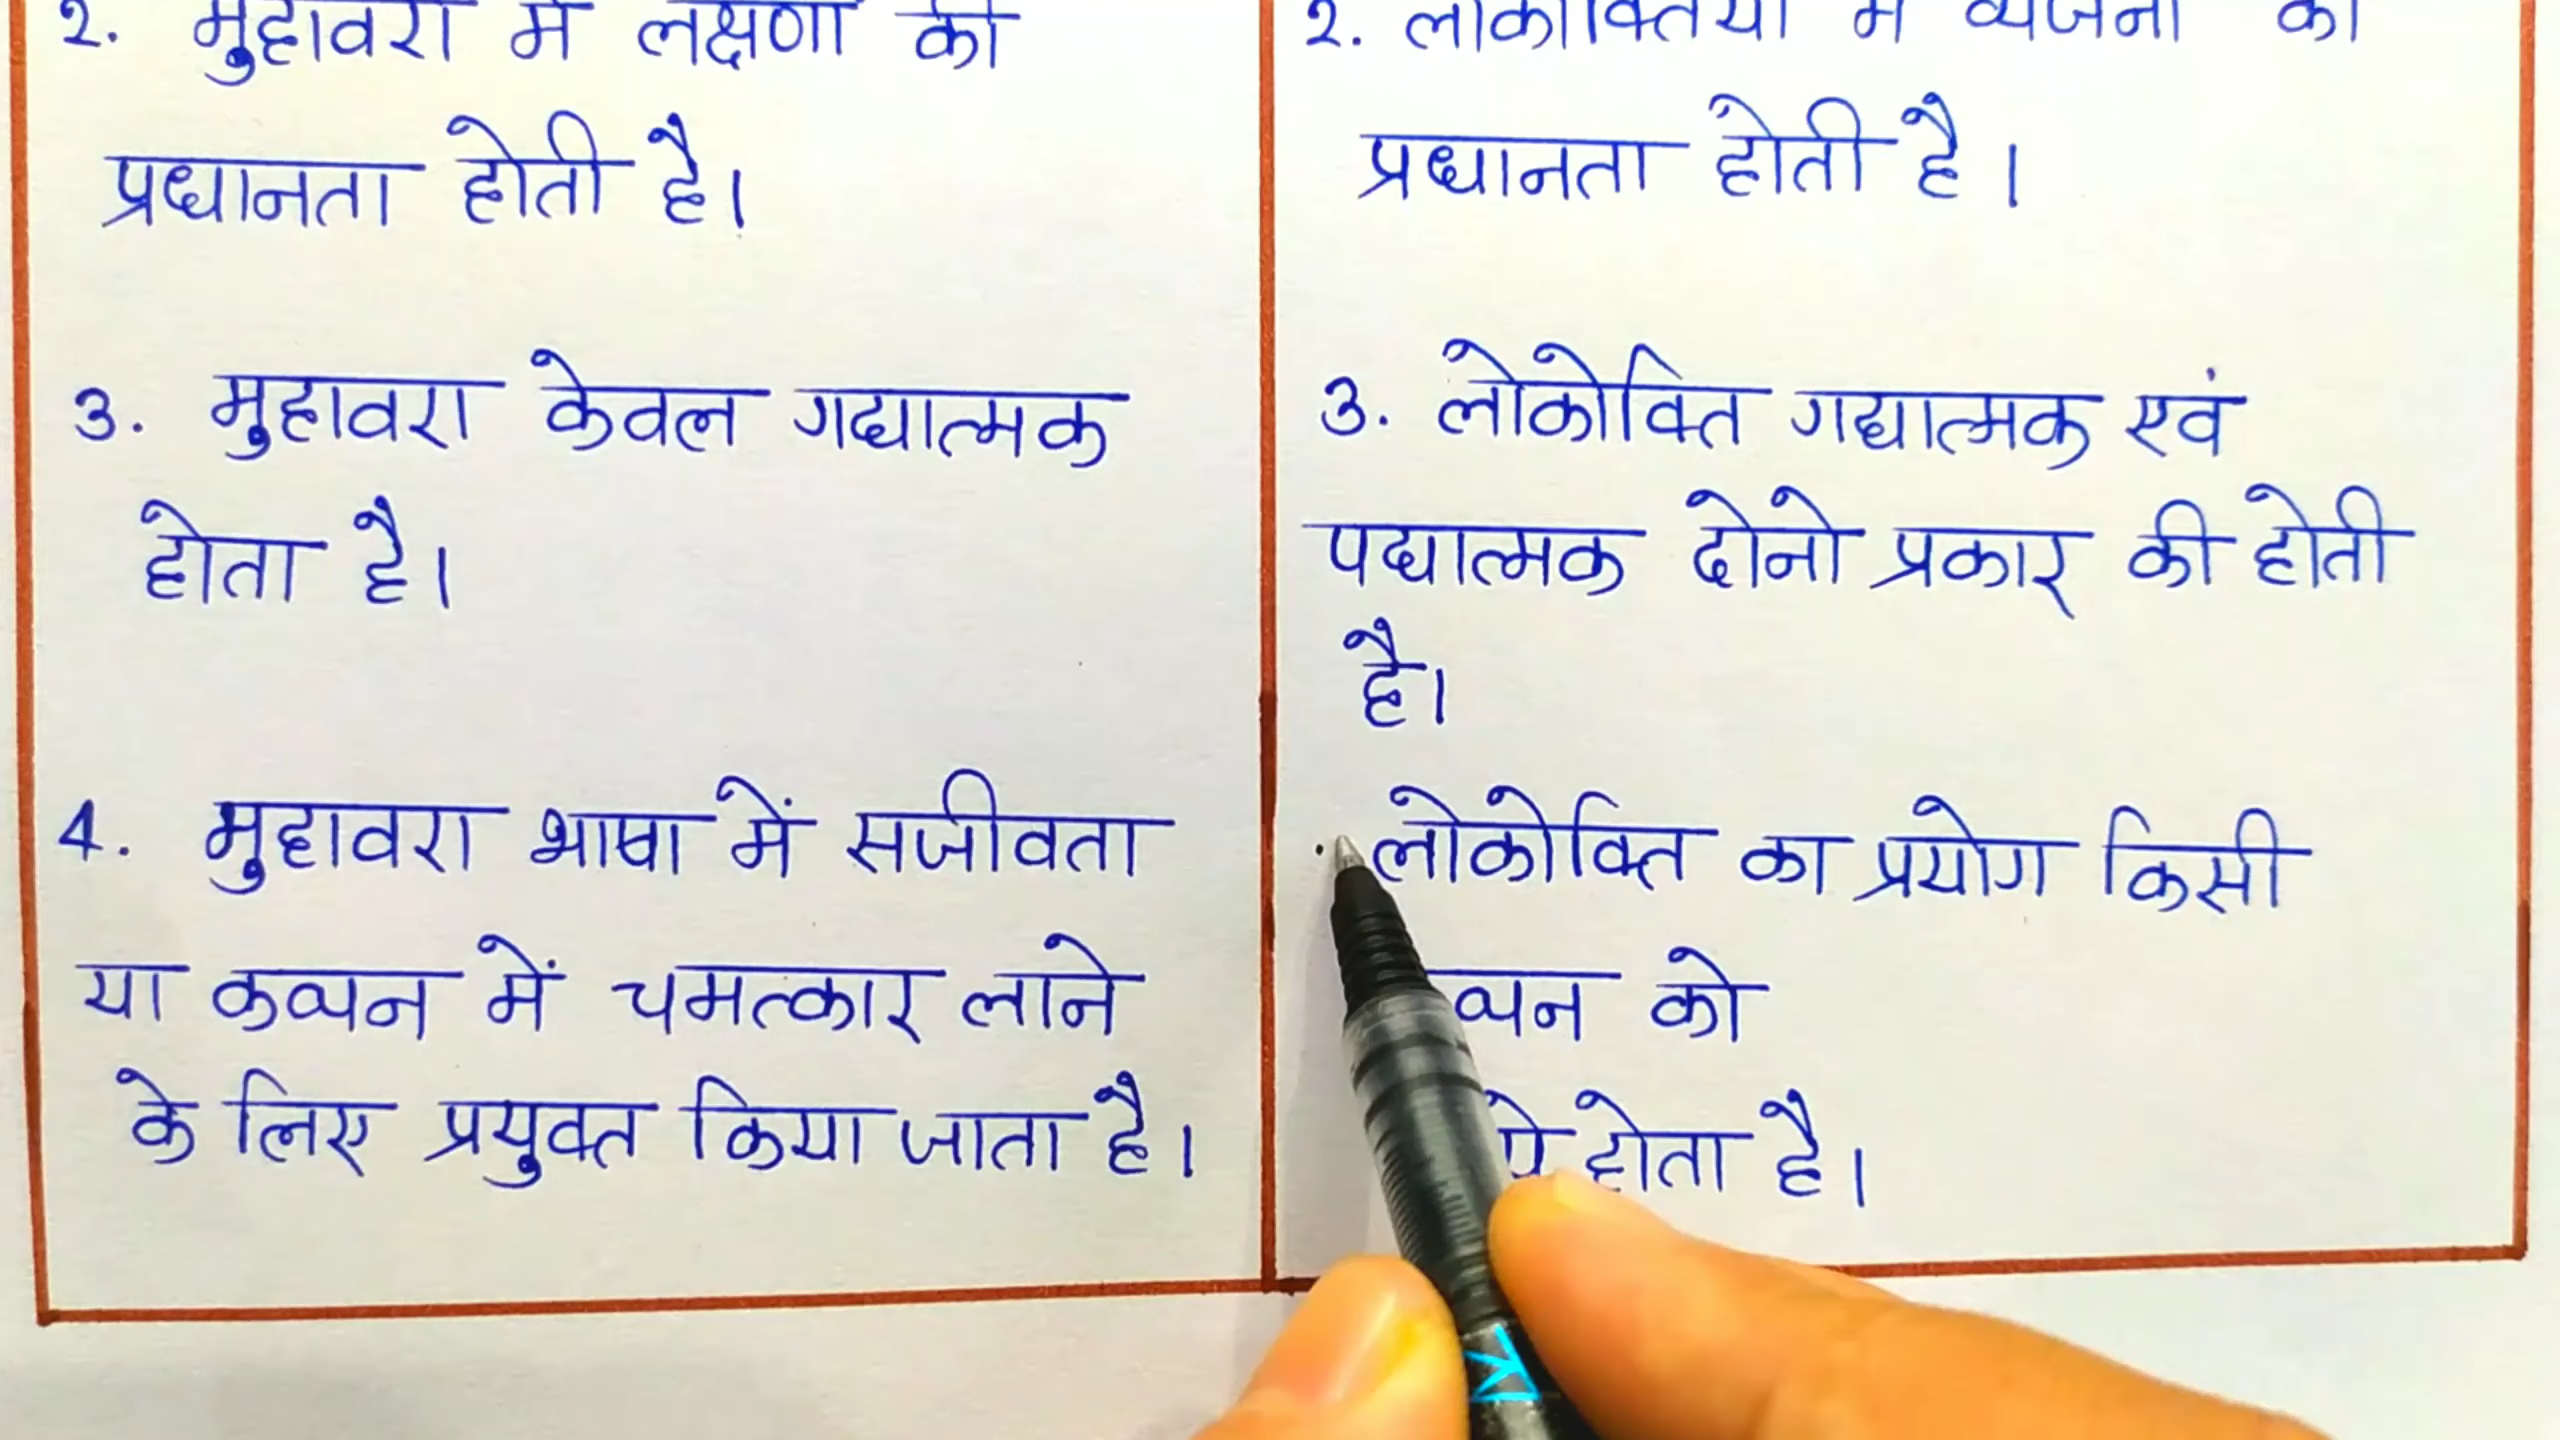 2. मुहावरा में लक्षणा की
प्रधानता होती है।
3. मुहावरा केवल गद्यात्मक
होता है।
4. मुहावरा भाषा में सजीवता
या कथन में चमत्कार लाने
के लिए प्रयुक्त किया जाता है।
2. लोकोक्तियों में व्यंजना की
प्रधानता होती है।
3. लोकोक्ति गद्यात्मक एवं
पद्यात्मक दोनो प्रकार की होती
है।
लोकोक्ति का प्रयोग किसी
को
होता है।